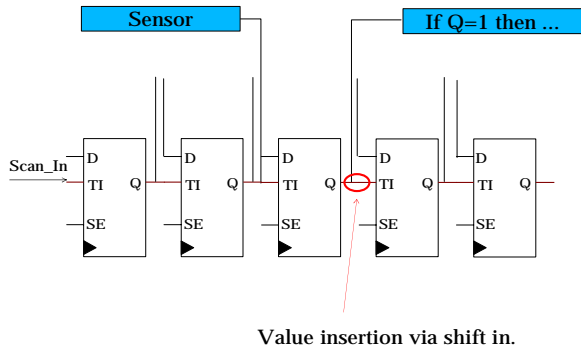 Sensor
If Q=1 then ...
Scan_In
D
TI
Q
SE
D
TI
Q
SE
D
TI
Q
SE
D
TI
Q
SE
D
TI
Q
SE
Value insertion via shift in.